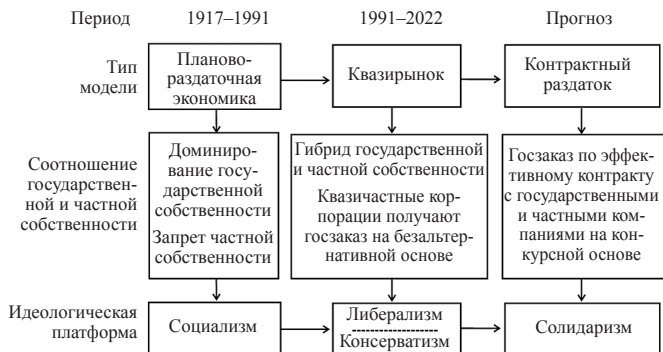 Период 1917–1991 1991–2022 Прогноз
Тип
модели
Планово-
раздаточная
экономика
Квазирынок
Контрактный
раздаток
Соотношение
государствен-
ной и частной
собственности
Доминиро-
вание госу-
дарственной
собственности
Запрет частной
собственности
Гибрид государственной
и частной собственности
Квазичастные кор-
порации получают
госзаказ на безальтер-
нативной основе
Госзаказ по эффек-
тивному контракту
с государственными
и частными ком-
паниями на кон-
курсной основе
Идеологическая
платформа
Социализм
Либерализм
Консерватизм
Солидаризм